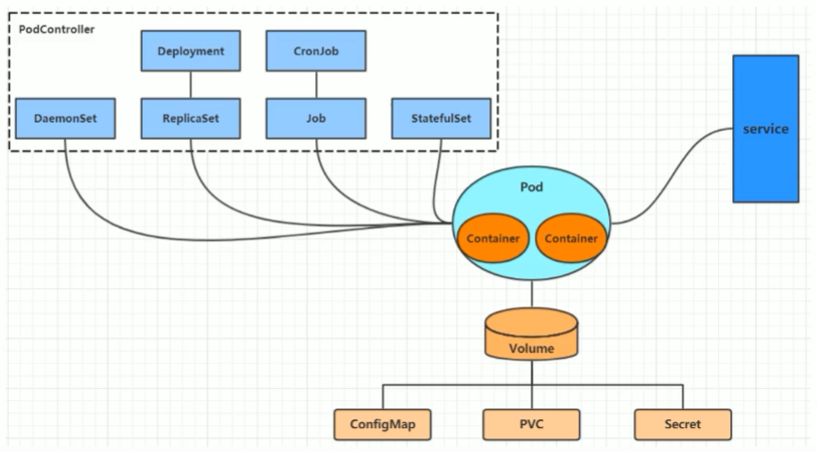 PodController
Deployment
CronJob
DaemonSet
ReplicaSet
Job
StatefulSet
service
Pod
Container
Container
Volume
ConfigMap
PVC
Secret